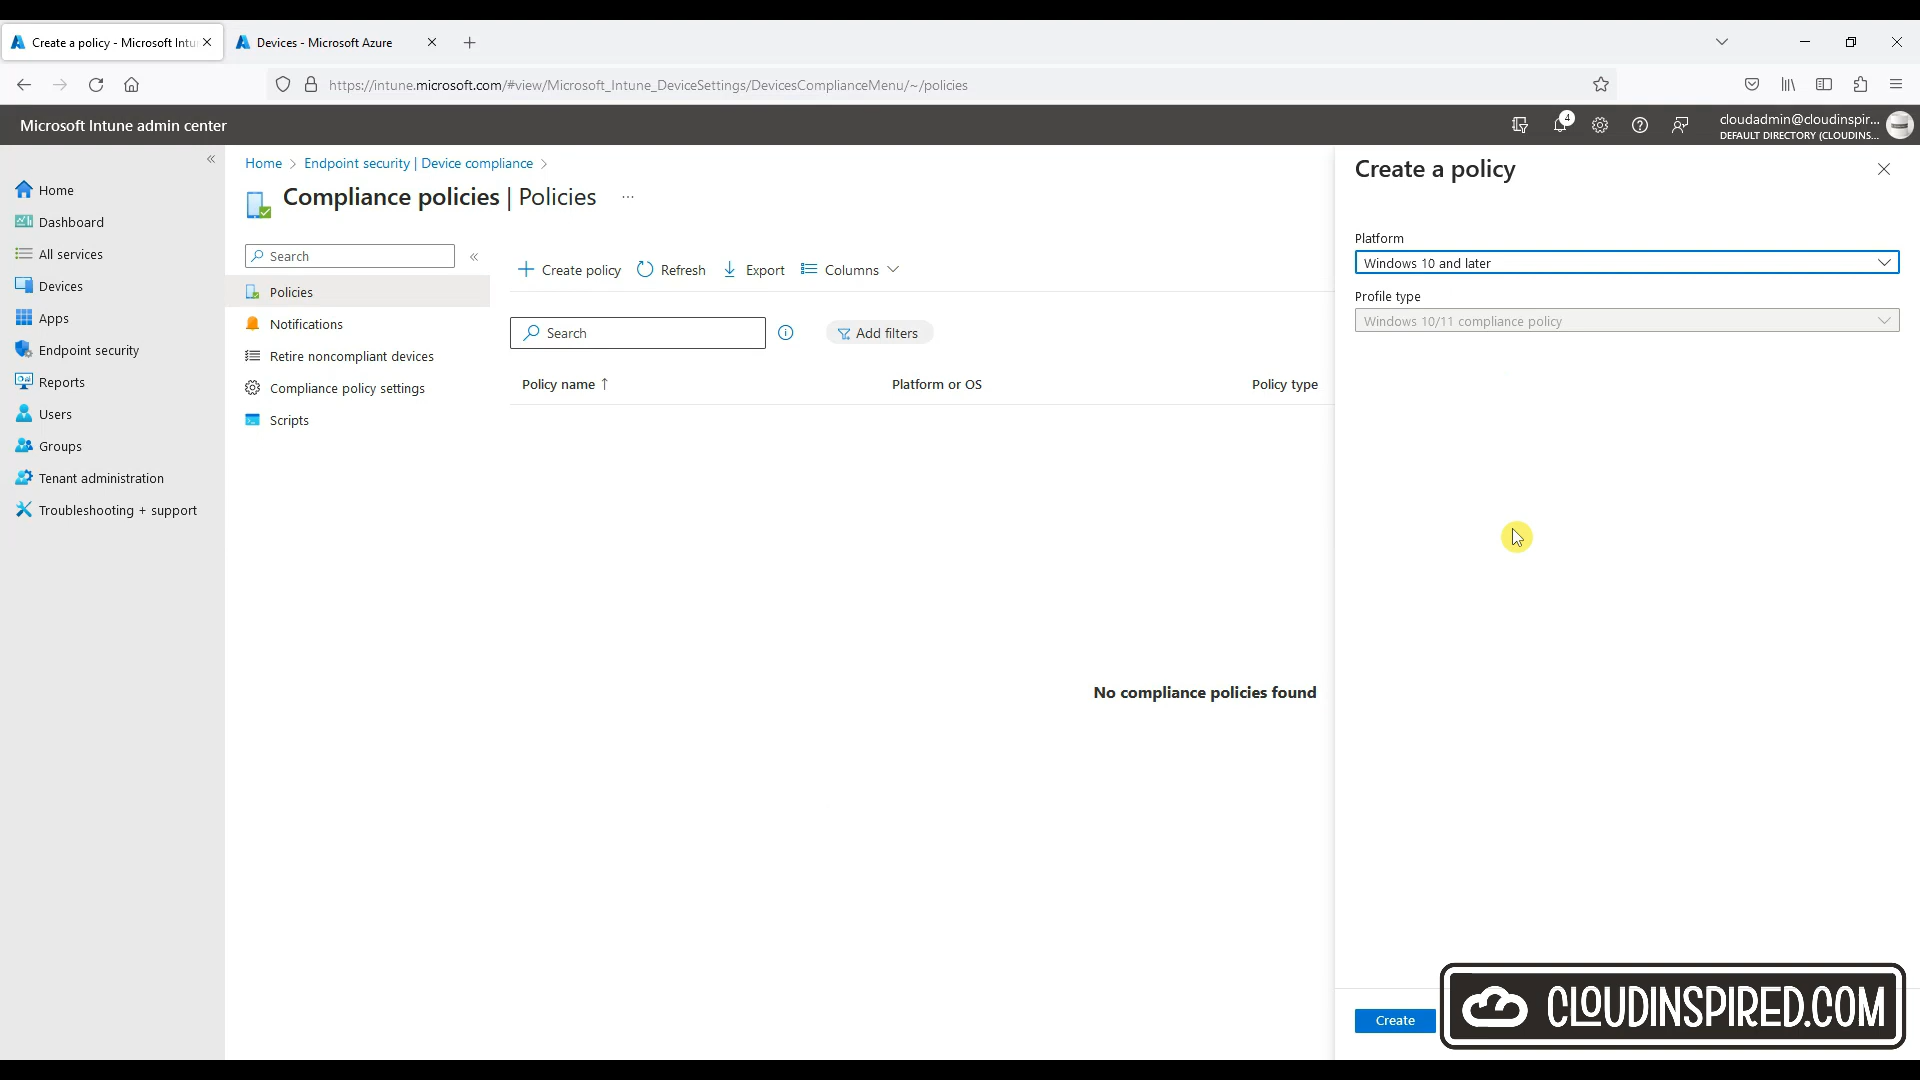 Create a policy - Microsoft Intu
Devices - Microsoft Azure
https://intune.microsoft.com/#view/Microsoft_Intune_DeviceSettings/DevicesComplianceMenu/~/policies
Microsoft Intune admin center
4
cloudadmin@cloudinspir...
DEFAULT DIRECTORY (CLOUDINS...
Home
Dashboard
All services
Devices
Apps
Endpoint security
Reports
Users
Groups
Tenant administration
Troubleshooting + support
Home > Endpoint security | Device compliance >
Compliance policies | Policies ...
Search
Policies
Notifications
Retire noncompliant devices
Compliance policy settings
Scripts
Create policy Refresh Export Columns
Search
Add filters
Policy name ↑ Platform or OS Policy type
No compliance policies found
Create a policy
Platform
Windows 10 and later
Profile type
Windows 10/11 compliance policy
Create
CLOUDINSPIRED.COM